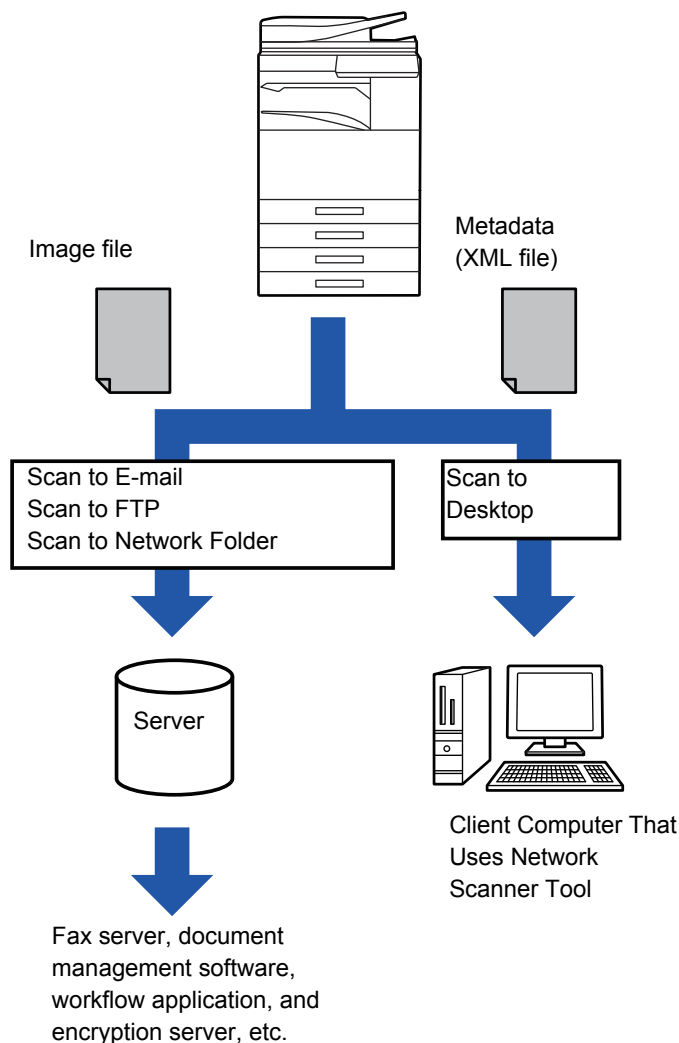 Image file
Metadata
(XML file)
Scan to E-mail
Scan to FTP
Scan to Network Folder
Scan to
Desktop
Server
Client Computer That
Uses Network
Scanner Tool
Fax server, document
management software,
workflow application, and
encryption server, etc.